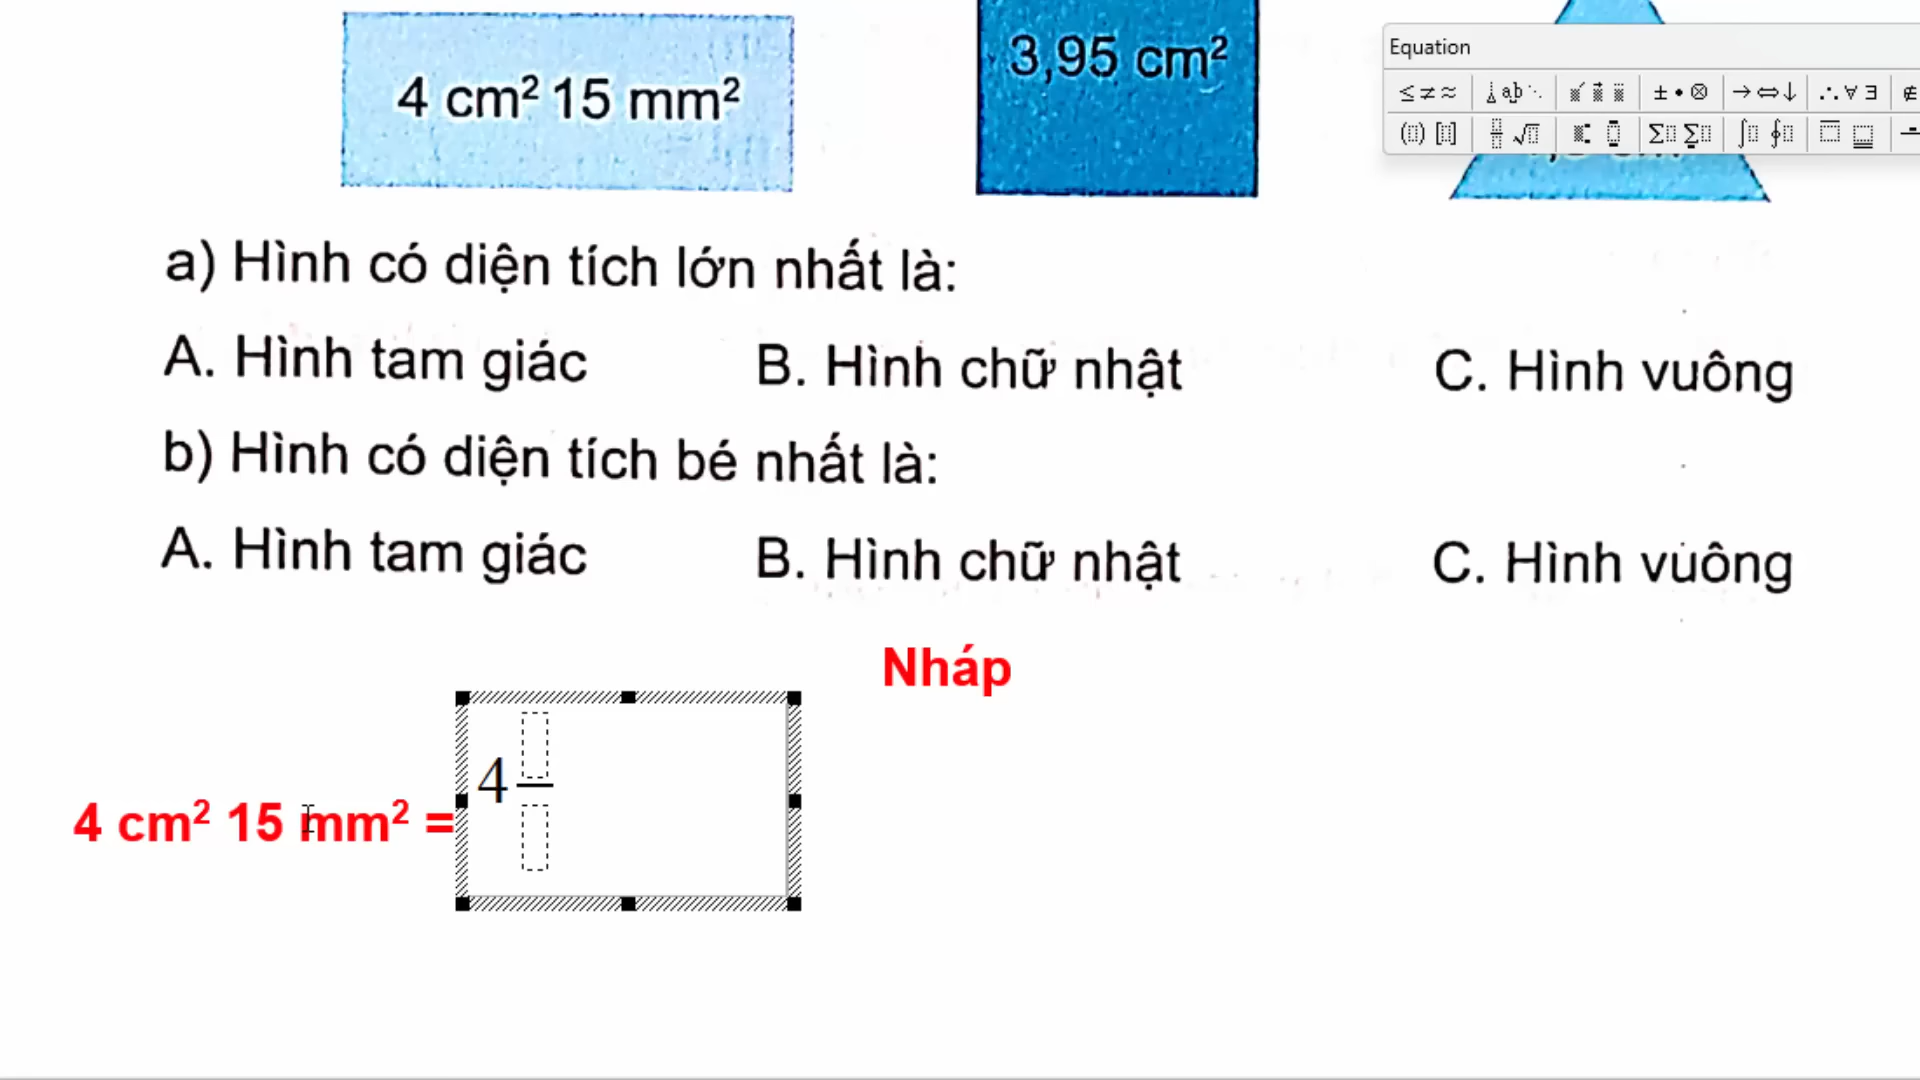 4 cm² 15 mm²
3,95 cm²
Equation
a) Hình có diện tích lớn nhất là:
A. Hình tam giác B. Hình chữ nhật C. Hình vuông
b) Hình có diện tích bé nhất là:
A. Hình tam giác B. Hình chữ nhật C. Hình vuông
Nháp
4 cm² 15 mm² = 4